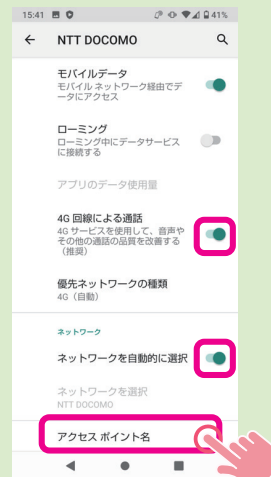 15:41
41%
NTT DOCOMO
モバイルデータ
モバイル ネットワーク経由でデ
ータにアクセス
ローミング
ローミング中にデータサービス
に接続する
アプリのデータ使用量
4G 回線による通話
4G サービスを使用して、音声や
その他の通話の品質を改善する
（推奨）
優先ネットワークの種類
4G（自動）
ネットワーク
ネットワークを自動的に選択
ネットワークを選択
NTT DOCOMO
アクセス ポイント名